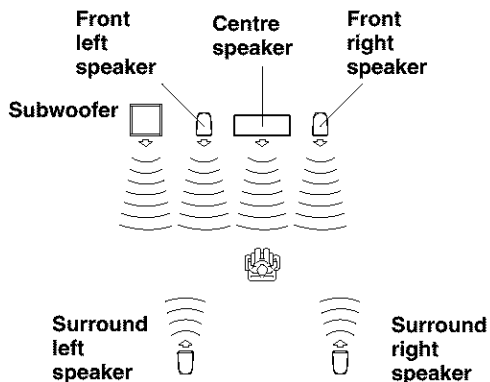 Front
left
speaker
Centre
speaker
Front
right
speaker
Subwoofer
Surround
left
speaker
Surround
right
speaker